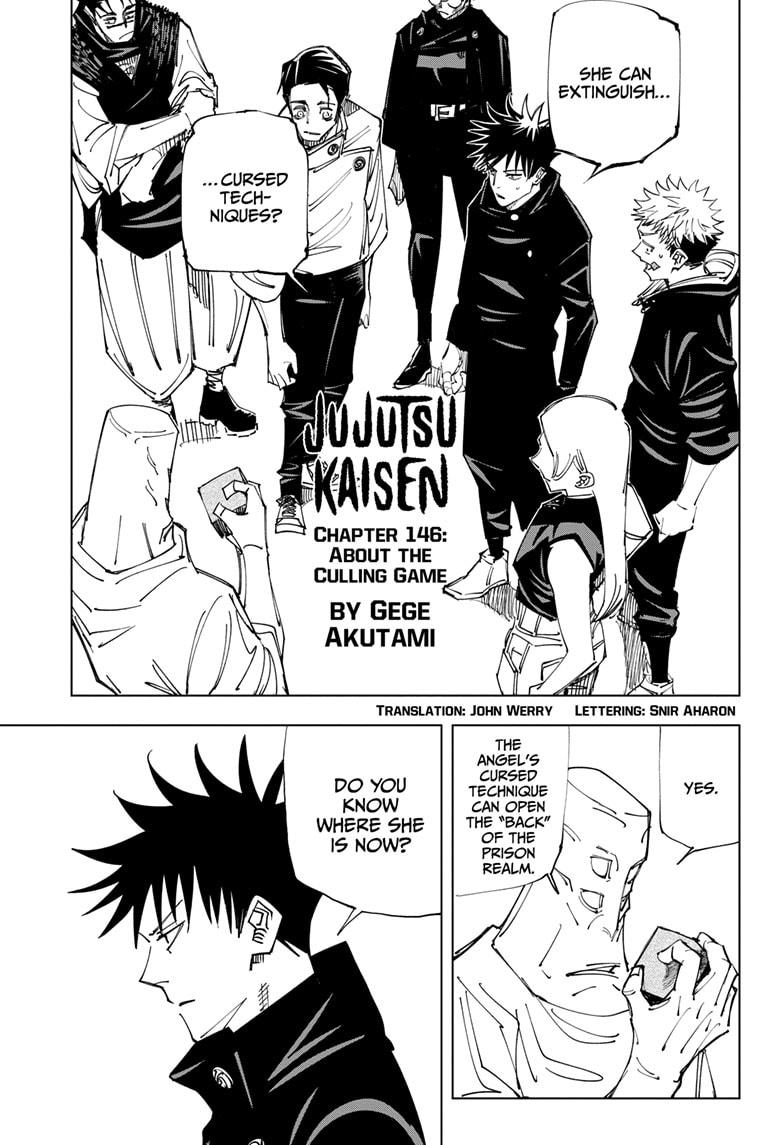 SHE CAN
EXTINGUISH...
...CURSED
TECH-
NIQUES?
JUJUTSU
KAISEN
CHAPTER 146:
ABOUT THE
CULLING GAME
BY GEGE
AKUTAMI
TRANSLATION: JOHN WERRY LETTERING: SNIR AHARON
YES.
THE
ANGEL'S
CURSED
TECHNIQUE
CAN OPEN
THE "BACK"
OF THE
PRISON
REALM.
DO YOU
KNOW
WHERE SHE
IS NOW?